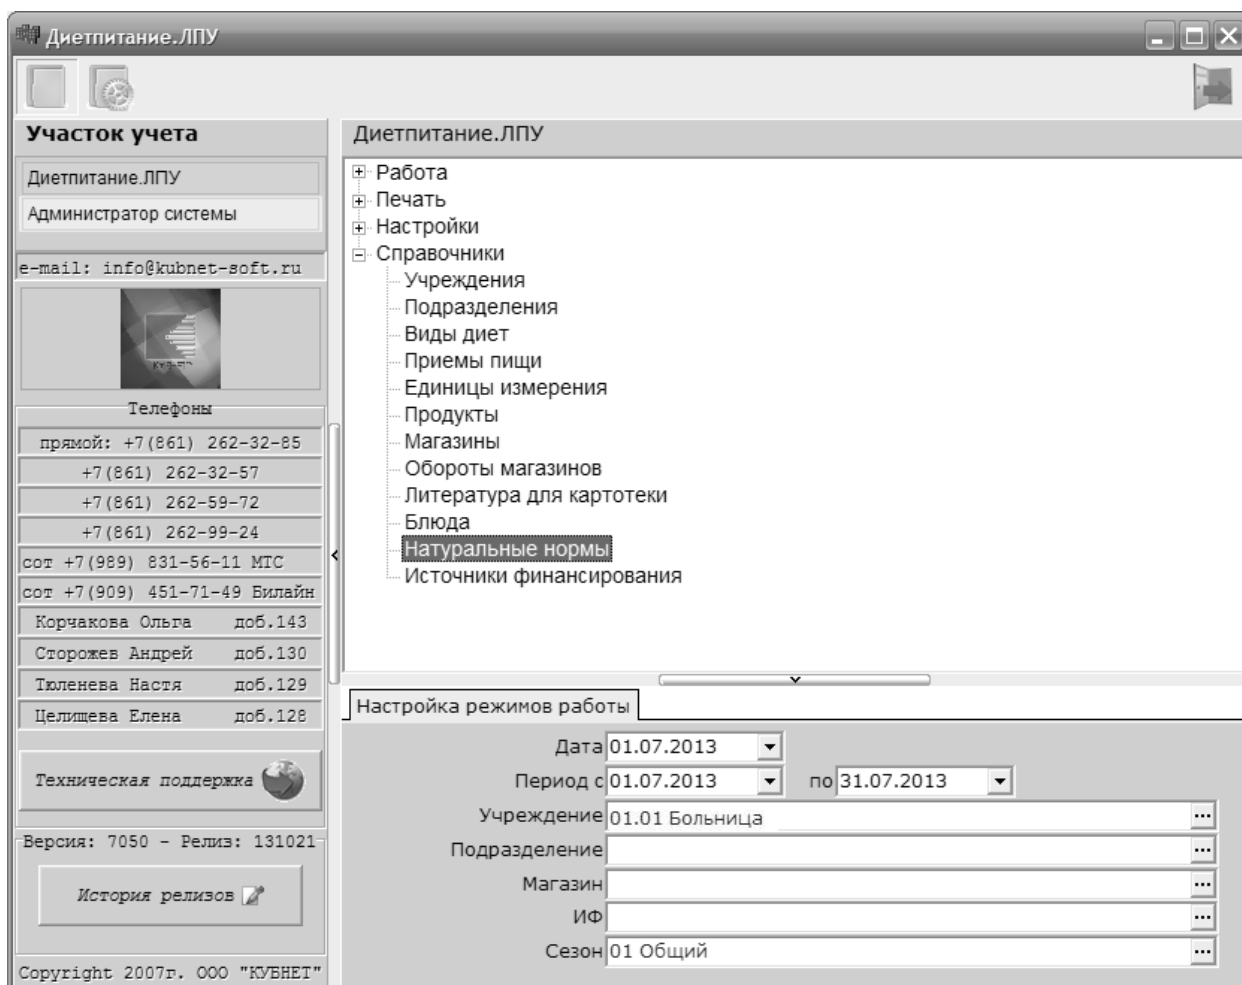 Диетпитание.ЛПУ
Участок учета
Диетпитание.ЛПУ
Администратор системы
e-mail: info@kubnet-soft.ru
Телефоны
прямой: +7(861) 262-32-85
+7(861) 262-32-57
+7(861) 262-59-72
+7(861) 262-99-24
сот +7(989) 831-56-11 МТС
сот +7(909) 451-71-49 Билайн
Корчакова Ольга доб.143
Сторожев Андрей доб.130
Тюленева Настя доб.129
Целищева Елена доб.128
Техническая поддержка
Версия: 7050 - Релиз: 131021
История релизов
Copyright 2007г. ООО "КУБНЕТ"
Диетпитание.ЛПУ
Работа
Печать
Настройки
Справочники
Учреждения
Подразделения
Виды диет
Приемы пищи
Единицы измерения
Продукты
Магазины
Обороты магазинов
Литература для картотеки
Блюда
Натуральные нормы
Источники финансирования
Настройка режимов работы
Дата 01.07.2013
Период с 01.07.2013 по 31.07.2013
Учреждение 01.01 Больница
Подразделение
Магазин
ИФ
Сезон 01 Общий